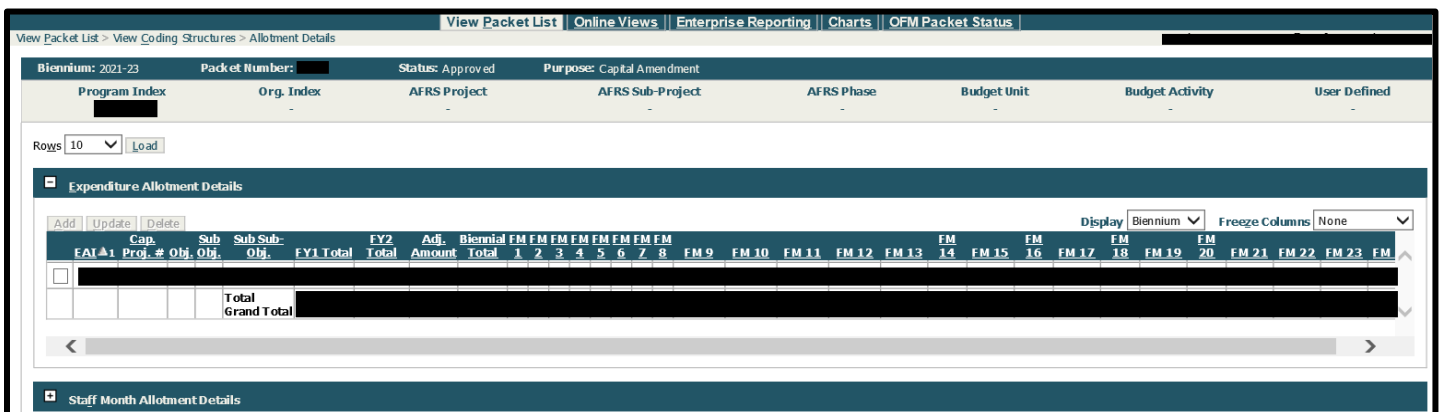 View Packet List || Online Views || Enterprise Reporting || Charts || OFM Packet Status |
View Packet List > View Coding Structures > Allotment Details
Biennium: 2021-23 Packet Number: Status: Approved Purpose: Capital Amendment
Program Index Org. Index AFRS Project AFRS Sub-Project AFRS Phase Budget Unit Budget Activity User Defined
- - - - - - -
Rows 10 Load
Expenditure Allotment Details
Add Update Delete Display Biennium Freeze Columns None
Cap. Sub Sub Sub- FY2 Adj. Biennial FM FM FM FM FM FM FM FM FM FM FM FM
EAI 1 Proj. # Obj. Obj. Obj. FY1 Total Total Amount Total 1 2 3 4 5 6 7 8 FM 9 FM 10 FM 11 FM 12 FM 13 14 FM 15 16 FM 17 18 FM 19 20 FM 21 FM 22 FM 23 FM
Total
Grand Total
Staff Month Allotment Details